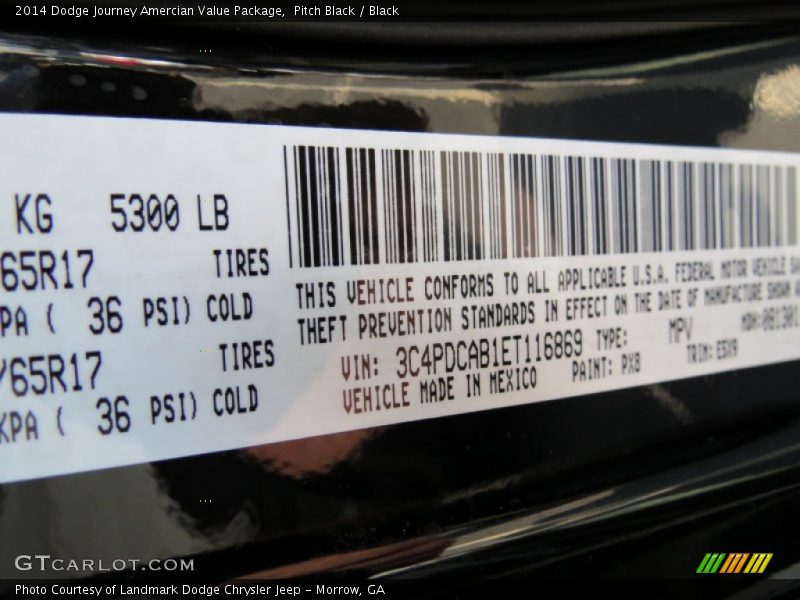 2014 Dodge Journey Amercian Value Package, Pitch Black / Black
KG 5300 LB
65R17 TIRES
PA ( 36 PSI) COLD
/65R17 TIRES
KPA ( 36 PSI) COLD
THIS VEHICLE CONFORMS TO ALL APPLICABLE U.S.A. FEDERAL MOTOR VEHICLE
THEFT PREVENTION STANDARDS IN EFFECT ON THE DATE OF MANUFACTURE SHOWN
VIN: 3C4PDCAB1ET116869 TYPE: MPV MDH:081301
VEHICLE MADE IN MEXICO PAINT: PX8 TRIM: E5X9
GTCARLOT.COM
Photo Courtesy of Landmark Dodge Chrysler Jeep - Morrow, GA